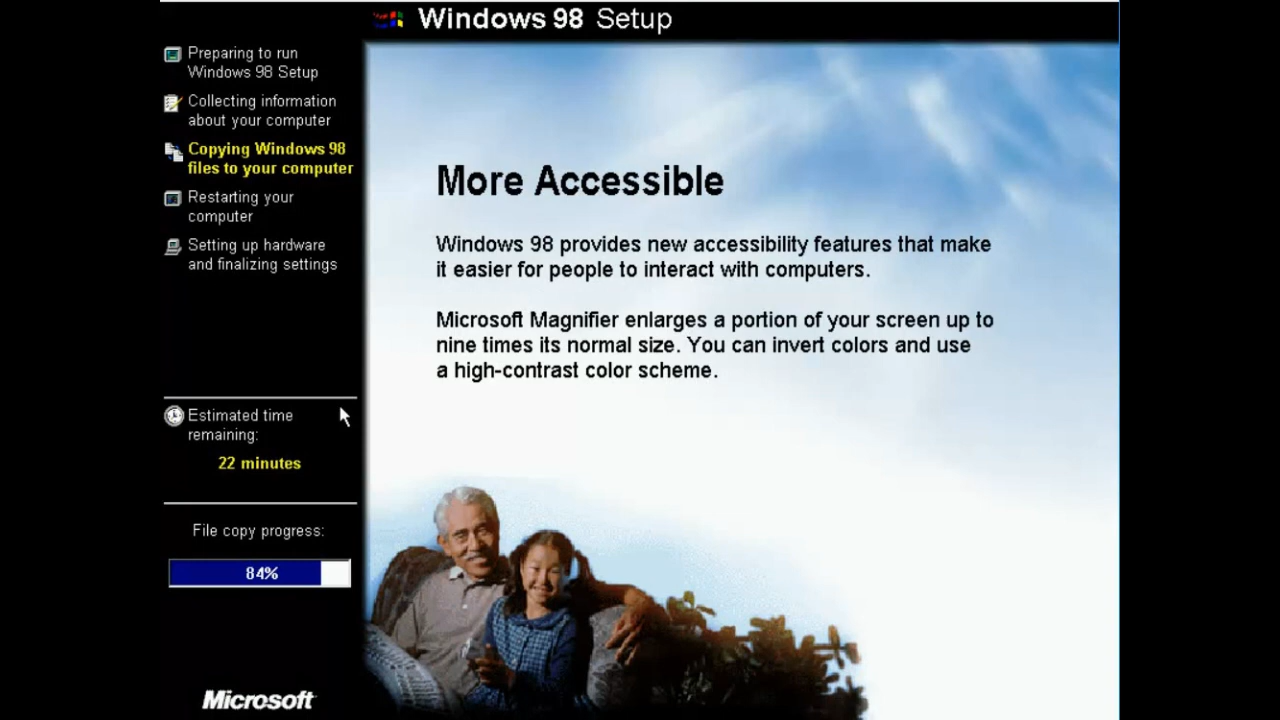 Windows 98 Setup
Preparing to run
Windows 98 Setup
Collecting information
about your computer
Copying Windows 98
files to your computer
Restarting your
computer
Setting up hardware
and finalizing settings
Estimated time
remaining:
22 minutes
File copy progress:
84%
Microsoft
More Accessible
Windows 98 provides new accessibility features that make
it easier for people to interact with computers.
Microsoft Magnifier enlarges a portion of your screen up to
nine times its normal size. You can invert colors and use
a high-contrast color scheme.